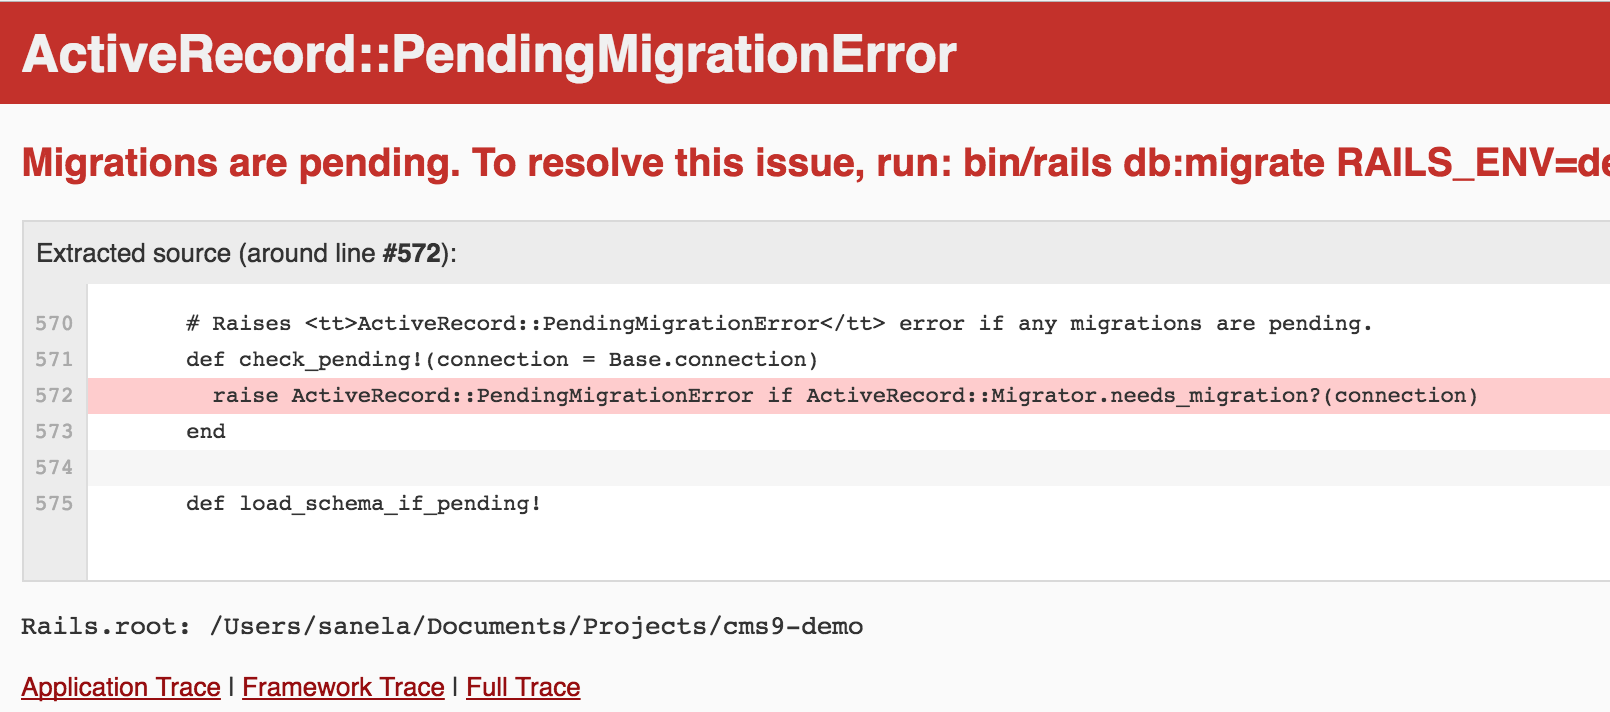 ActiveRecord::PendingMigrationError
Migrations are pending. To resolve this issue, run: bin/rails db:migrate RAILS_ENV=de
Extracted source (around line #572):
570 # Raises <tt>ActiveRecord::PendingMigrationError</tt> error if any migrations are pending.
571 def check_pending!(connection = Base.connection)
572 raise ActiveRecord::PendingMigrationError if ActiveRecord::Migrator.needs_migration?(connection)
573 end
574
575 def load_schema_if_pending!
Rails.root: /Users/sanela/Documents/Projects/cms9-demo
Application Trace | Framework Trace | Full Trace